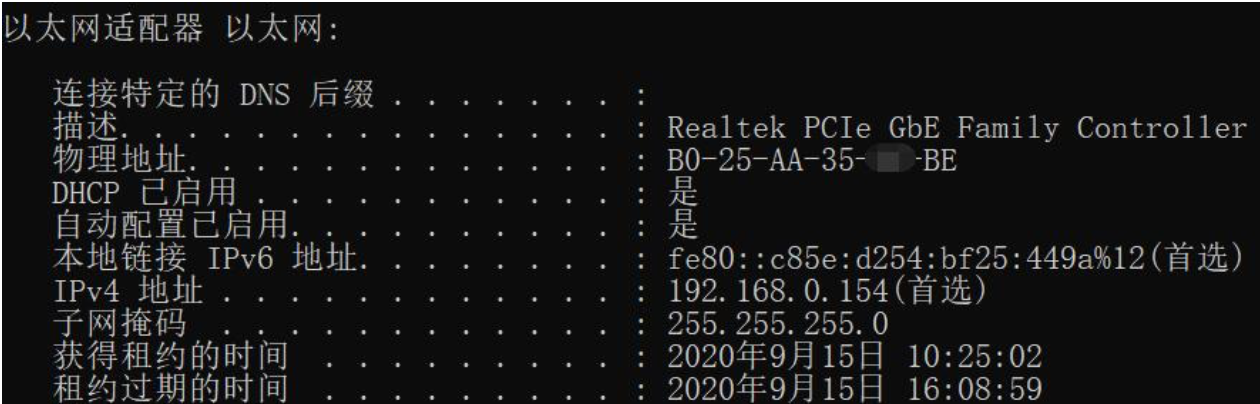 以太网适配器 以太网:
连接特定的 DNS 后缀 . . . . . . . :
描述. . . . . . . . . . . . . . . : Realtek PCIe GbE Family Controller
物理地址. . . . . . . . . . . . . : B0-25-AA-35- -BE
DHCP 已启用 . . . . . . . . . . . : 是
自动配置已启用. . . . . . . . . . : 是
本地链接 IPv6 地址. . . . . . . . : fe80::c85e:d254:bf25:449a%12(首选)
IPv4 地址 . . . . . . . . . . . . : 192.168.0.154(首选)
子网掩码 . . . . . . . . . . . . : 255.255.255.0
获得租约的时间 . . . . . . . . . : 2020年9月15日 10:25:02
租约过期的时间 . . . . . . . . . : 2020年9月15日 16:08:59